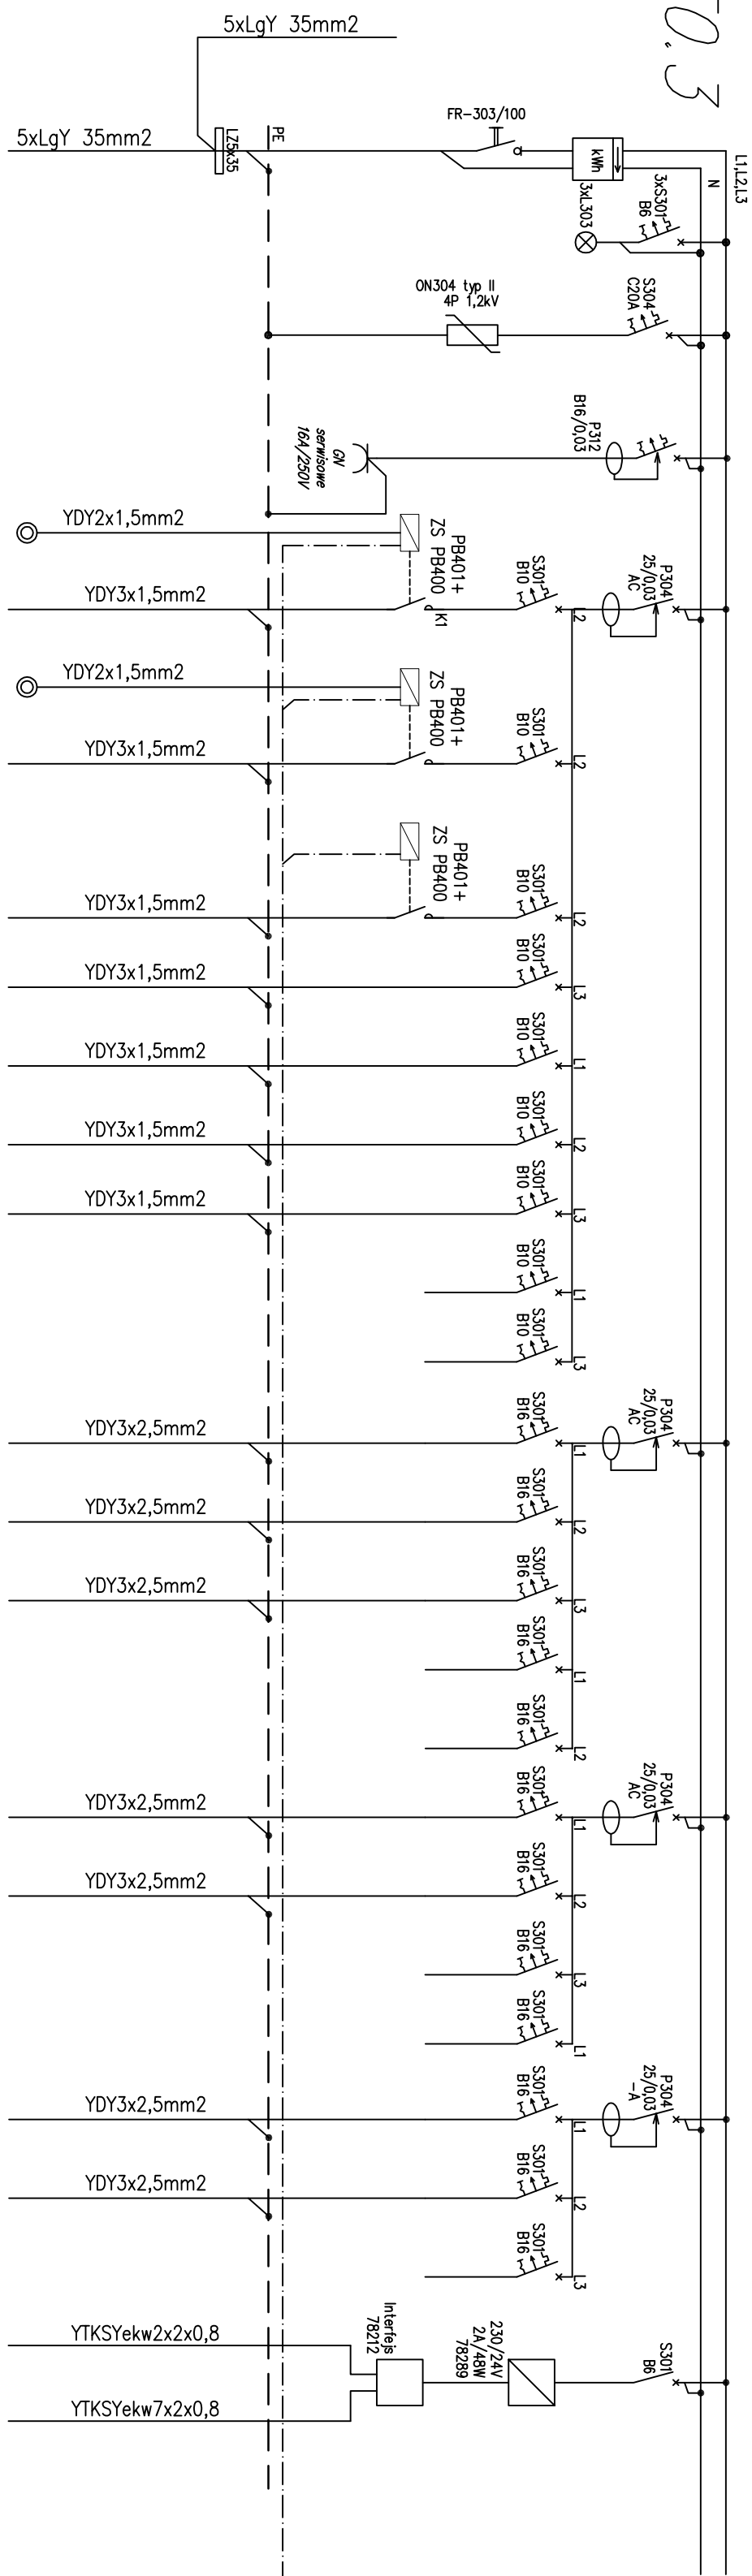 T0.3
5xLgY 35mm2
5xLgY 35mm2
LZ5x35
PE
FR-303/100
kWh
L1,L2,L3
N
3xS301
B6
3xL303
S304
C20A
ON304 typ II
4P 1,2kV
P312
B16/0,03
GN
serwisowe
16A/250V
YDY2x1,5mm2
PB401+
ZS PB400
K1
P304
25/0,03
AC
YDY3x1,5mm2
S301
B10
L2
YDY2x1,5mm2
PB401+
ZS PB400
YDY3x1,5mm2
S301
B10
L2
PB401+
ZS PB400
YDY3x1,5mm2
S301
B10
L2
YDY3x1,5mm2
S301
B10
L3
YDY3x1,5mm2
S301
B10
L1
YDY3x1,5mm2
S301
B10
L2
YDY3x1,5mm2
S301
B10
L3
S301
B10
L1
S301
B10
L3
P304
25/0,03
AC
YDY3x2,5mm2
S301
B16
L1
YDY3x2,5mm2
S301
B16
L2
YDY3x2,5mm2
S301
B16
L3
S301
B16
L1
S301
B16
L2
P304
25/0,03
AC
YDY3x2,5mm2
S301
B16
L1
YDY3x2,5mm2
S301
B16
L2
S301
B16
L3
S301
B16
L1
P304
25/0,03
-A
YDY3x2,5mm2
S301
B16
L1
YDY3x2,5mm2
S301
B16
L2
S301
B16
L3
YTKSYekw2x2x0,8
Interfejs
78212
230/24V
2A/48W
78289
S301
B6
YTKSYekw7x2x0,8